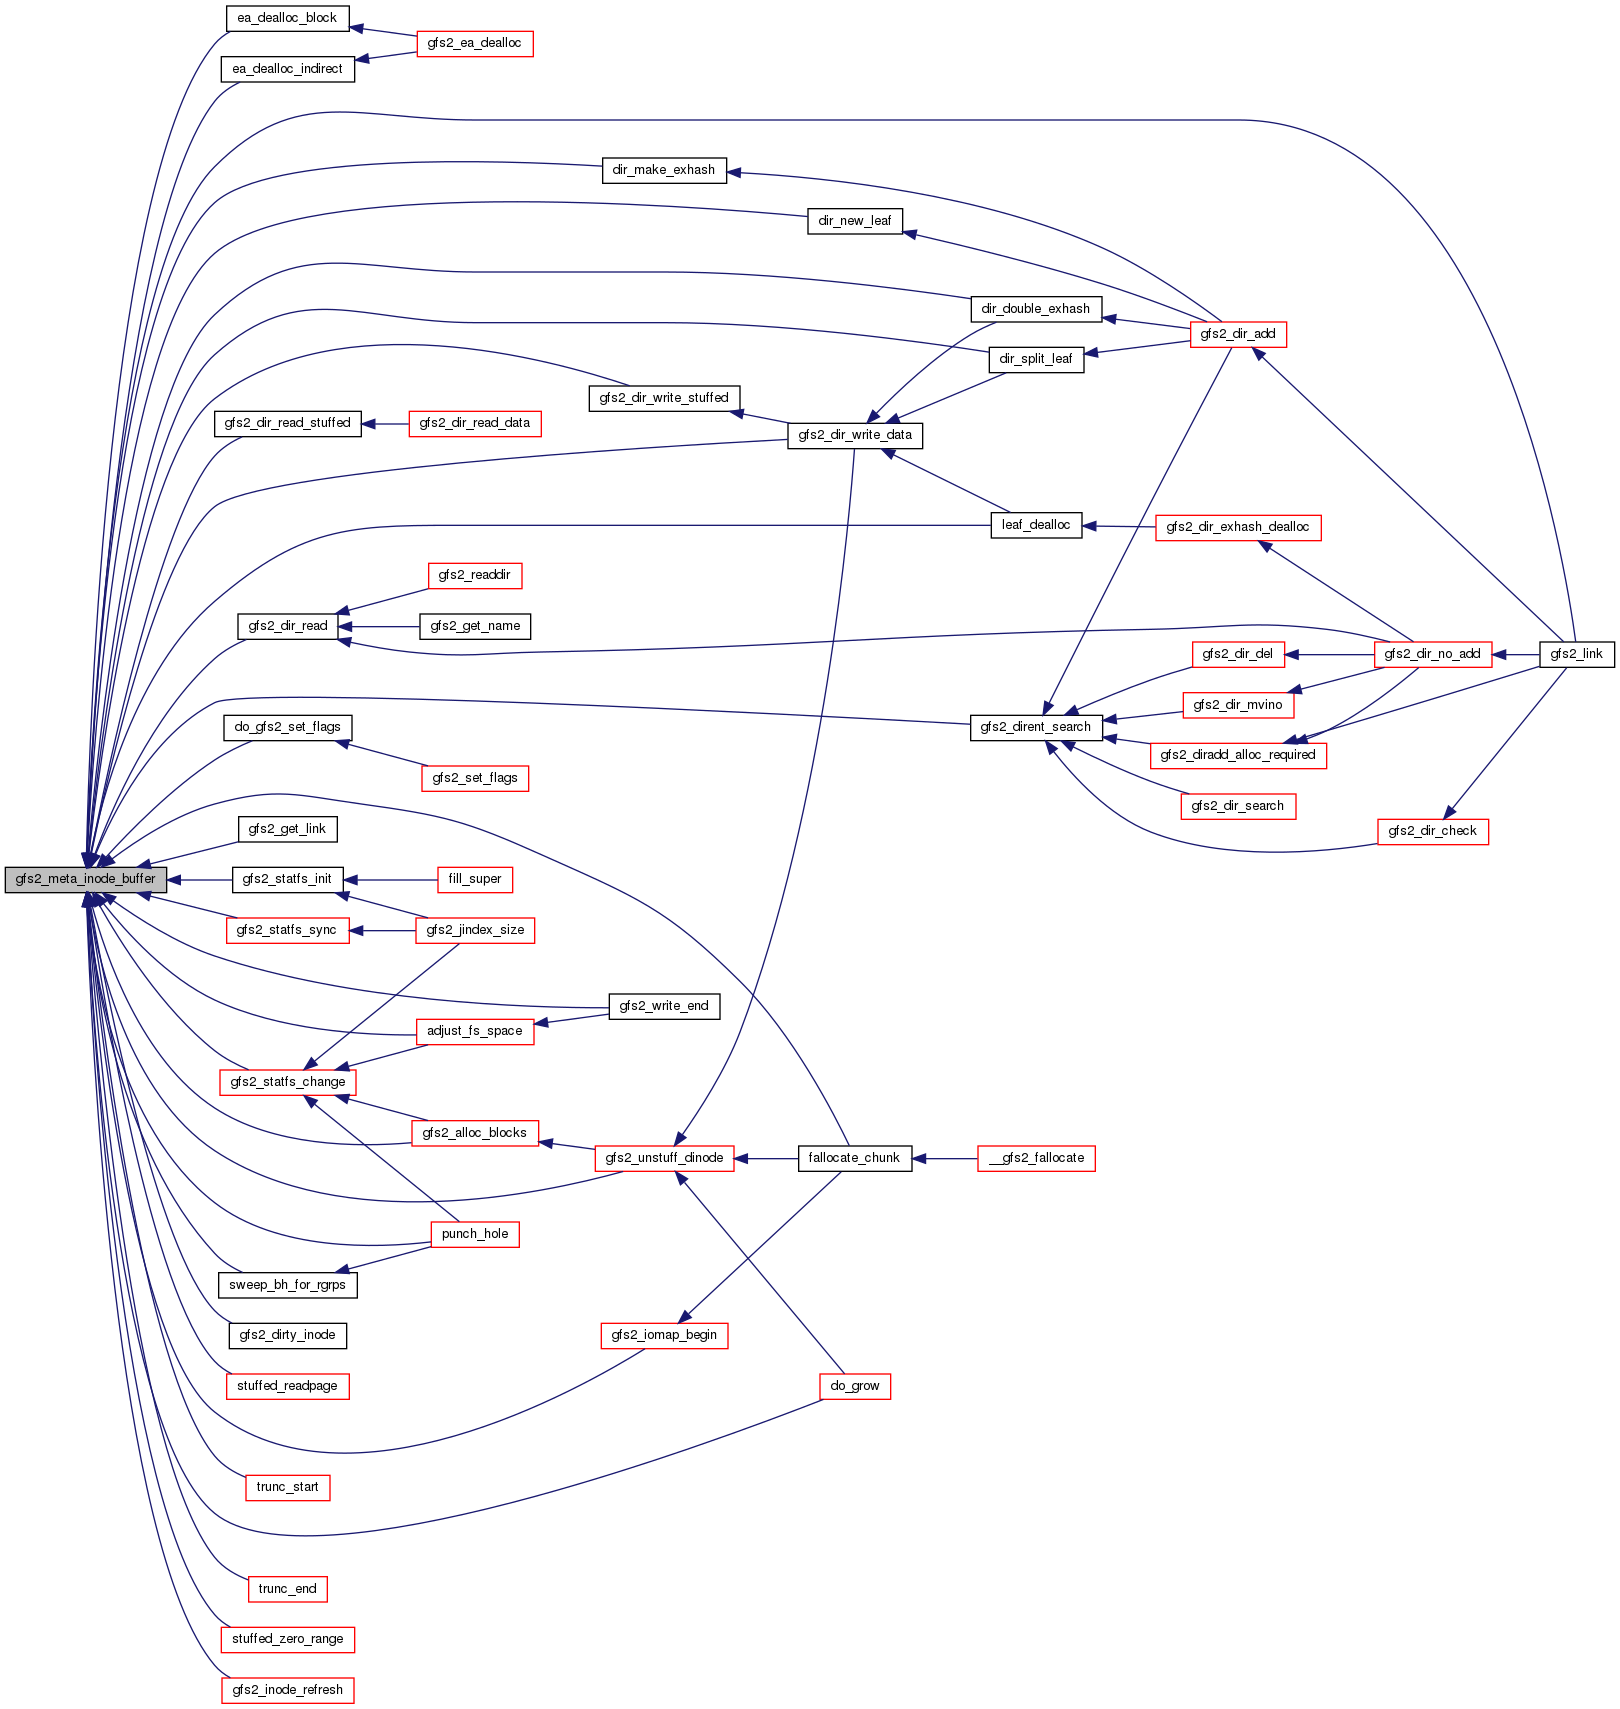 ea_dealloc_block
gfs2_ea_dealloc
ea_dealloc_indirect
dir_make_exhash
dir_new_leaf
dir_double_exhash
gfs2_dir_add
dir_split_leaf
gfs2_dir_write_stuffed
gfs2_dir_read_stuffed
gfs2_dir_read_data
gfs2_dir_write_data
leaf_dealloc
gfs2_dir_exhash_dealloc
gfs2_readdir
gfs2_dir_read
gfs2_get_name
gfs2_dir_del
gfs2_dir_no_add
gfs2_link
gfs2_dir_mvino
do_gfs2_set_flags
gfs2_dirent_search
gfs2_diradd_alloc_required
gfs2_set_flags
gfs2_dir_search
gfs2_get_link
gfs2_dir_check
gfs2_meta_inode_buffer
gfs2_statfs_init
fill_super
gfs2_statfs_sync
gfs2_jindex_size
gfs2_write_end
adjust_fs_space
gfs2_statfs_change
gfs2_alloc_blocks
gfs2_unstuff_dinode
fallocate_chunk
__gfs2_fallocate
punch_hole
sweep_bh_for_rgrps
gfs2_dirty_inode
gfs2_iomap_begin
stuffed_readpage
do_grow
trunc_start
trunc_end
stuffed_zero_range
gfs2_inode_refresh